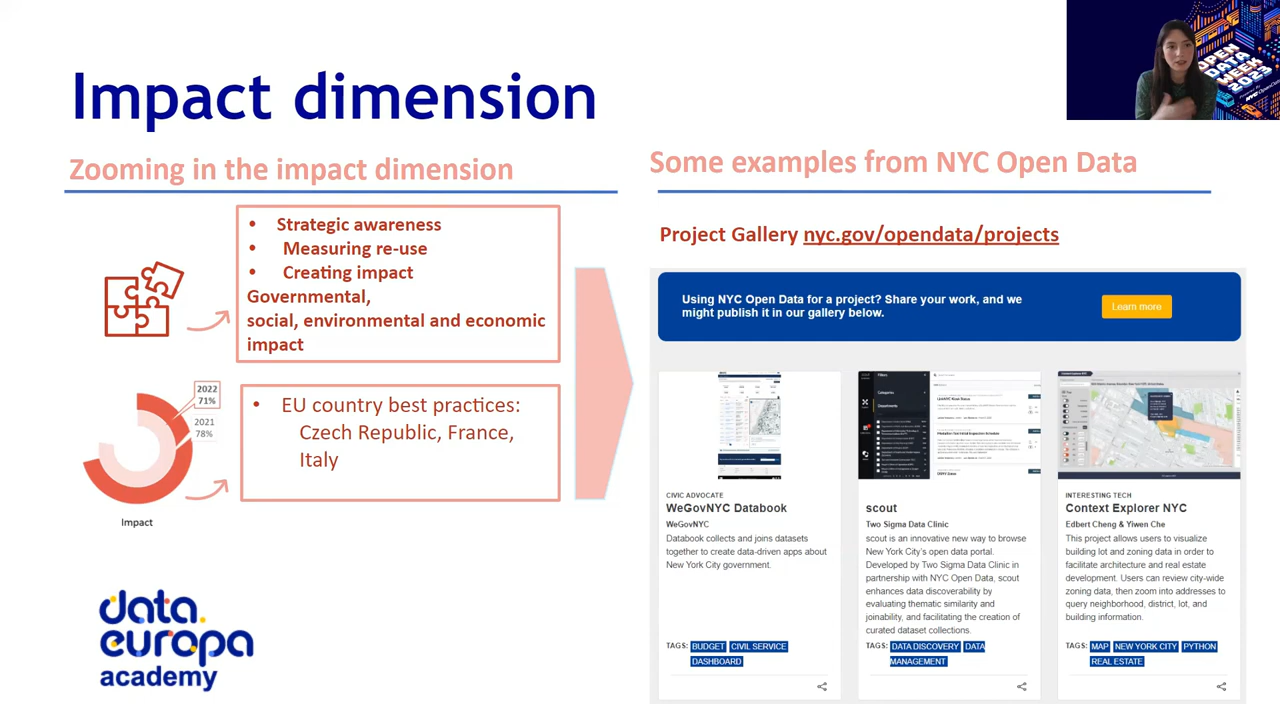 Impact dimension
Zooming in the impact dimension
• Strategic awareness
• Measuring re-use
• Creating impact
Governmental,
social, environmental and economic
impact
2022
71%
2021
78%
Impact
• EU country best practices:
Czech Republic, France,
Italy
data.
europa
academy
OPEN
DATA
WEEK
2023
Some examples from NYC Open Data
Project Gallery nyc.gov/opendata/projects
Using NYC Open Data for a project? Share your work, and we
might publish it in our gallery below.
Learn more
CIVIC ADVOCATE
WeGovNYC Databook
WeGovNYC
Databook collects and joins datasets
together to create data-driven apps about
New York City government.
TAGS: BUDGET CIVIL SERVICE
DASHBOARD
Filters
Categories
Departments
scout
Two Sigma Data Clinic
scout is an innovative new way to browse
New York City's open data portal.
Developed by Two Sigma Data Clinic in
partnership with NYC Open Data, scout
enhances data discoverability by
evaluating thematic similarity and
joinability, and facilitating the creation of
curated dataset collections.
TAGS: DATA DISCOVERY DATA
MANAGEMENT
INTERESTING TECH
Context Explorer NYC
Edbert Cheng & Yiwen Che
This project allows users to visualize
building lot and zoning data in order to
facilitate architecture and real estate
development. Users can review city-wide
zoning data, then zoom into addresses to
query neighborhood, district, lot, and
building information.
TAGS: MAP NEW YORK CITY PYTHON
REAL ESTATE